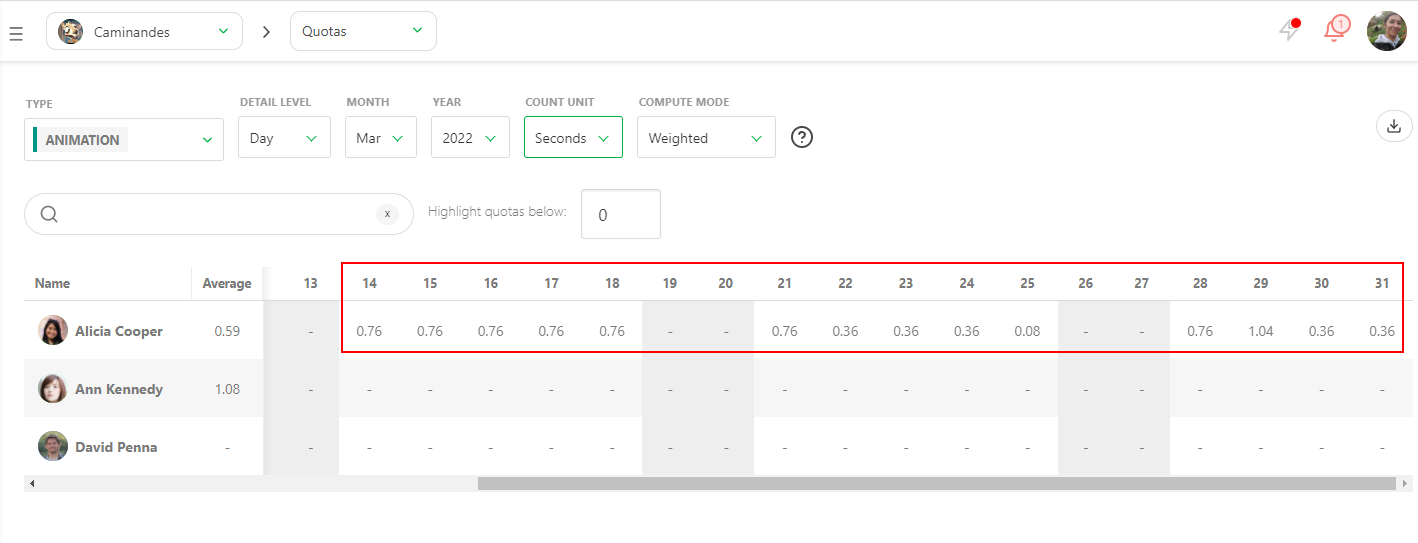 Caminandes Quotas 1
TYPE DETAIL LEVEL MONTH YEAR COUNT UNIT COMPUTE MODE
ANIMATION Day Mar 2022 Seconds Weighted ?
x Highlight quotas below: 0
Name Average 13 14 15 16 17 18 19 20 21 22 23 24 25 26 27 28 29 30 31
Alicia Cooper 0.59 - 0.76 0.76 0.76 0.76 0.76 - - 0.76 0.36 0.36 0.36 0.08 - - 0.76 1.04 0.36 0.36
Ann Kennedy 1.08 - - - - - - - - - - - - - - - - - - -
David Penna - - - - - - - - - - - - - - - - - - - -